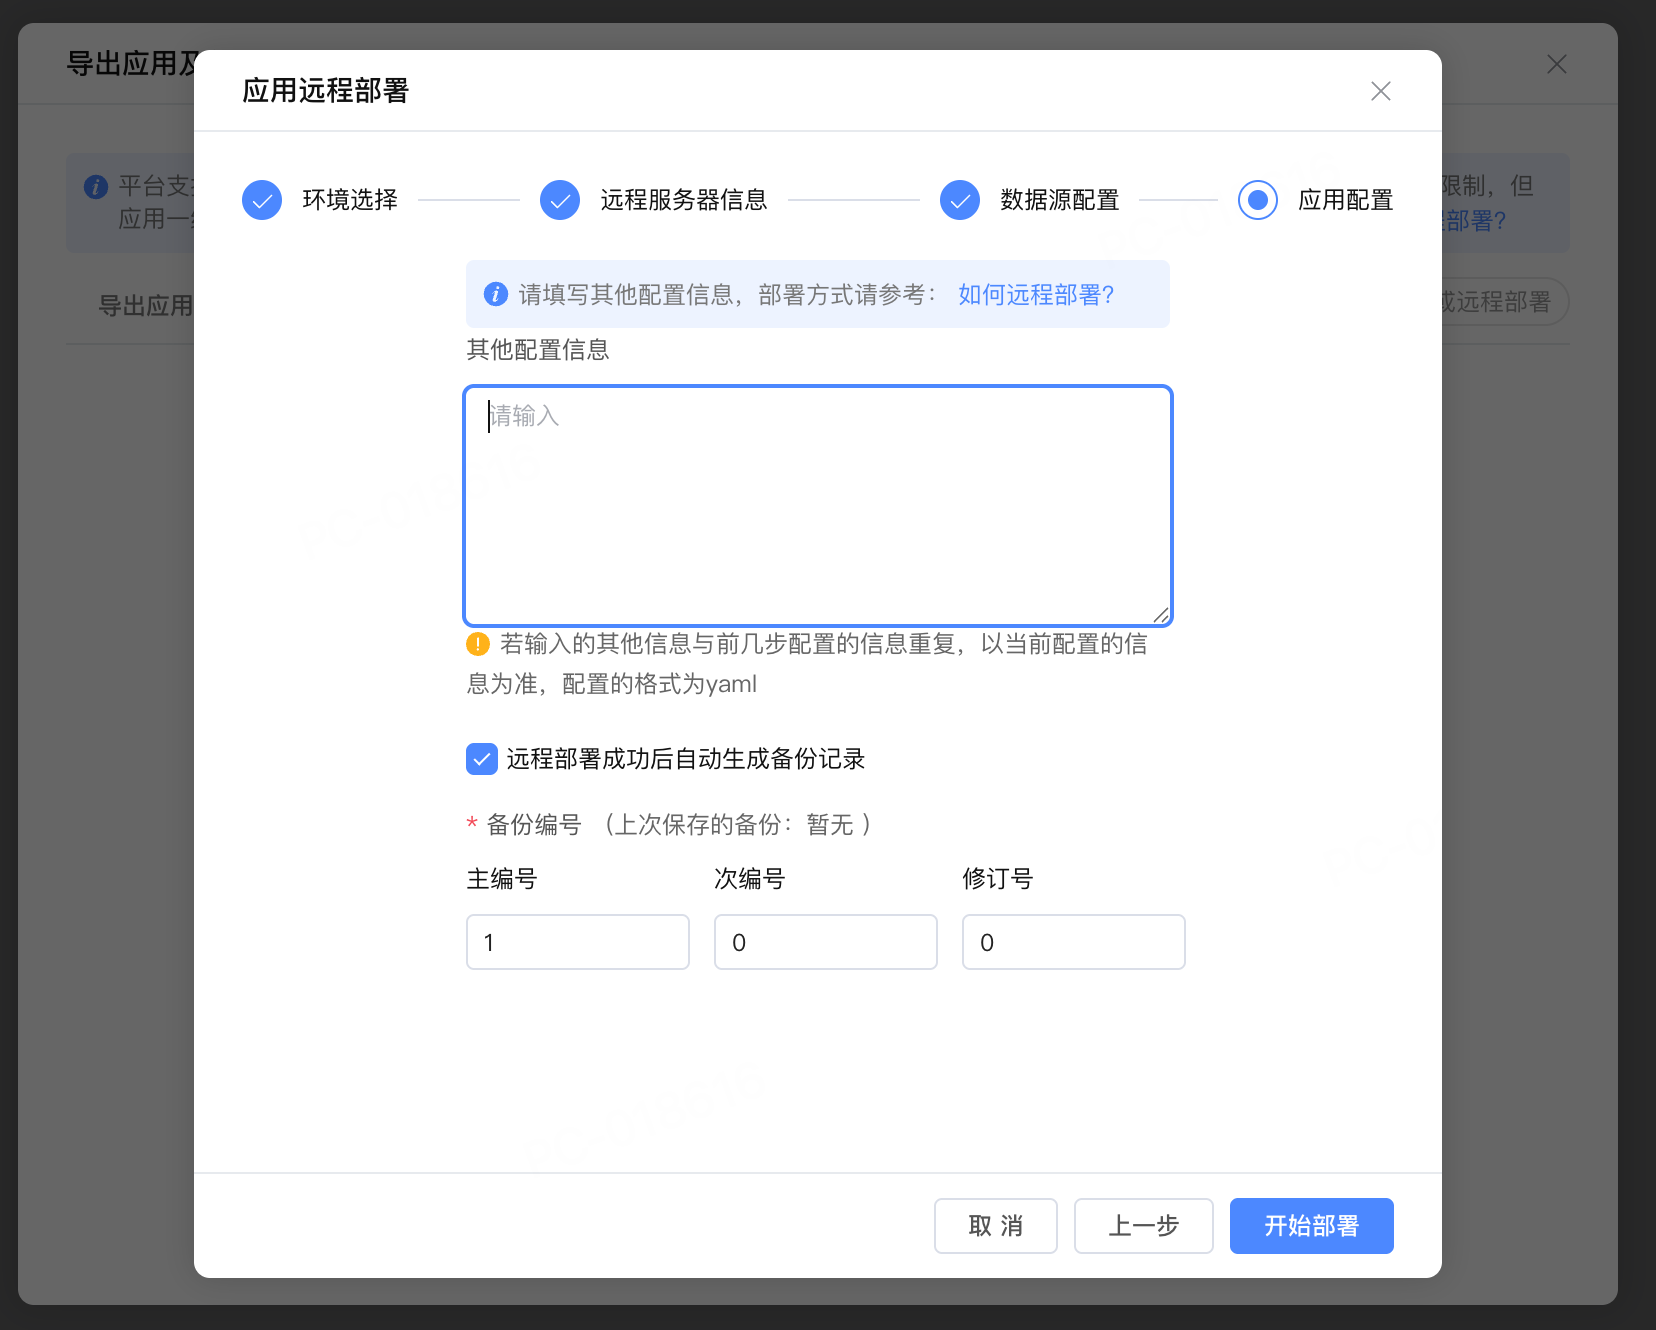 导出应用及
应用远程部署
环境选择
远程服务器信息
数据源配置
应用配置
平台支
限制，但
应用一
部署?
导出应用
或远程部署
请填写其他配置信息，部署方式请参考： 如何远程部署?
其他配置信息
请输入
若输入的其他信息与前几步配置的信息重复，以当前配置的信
息为准，配置的格式为yaml
远程部署成功后自动生成备份记录
* 备份编号 （上次保存的备份：暂无 ）
主编号
次编号
修订号
1
0
0
取 消
上一步
开始部署